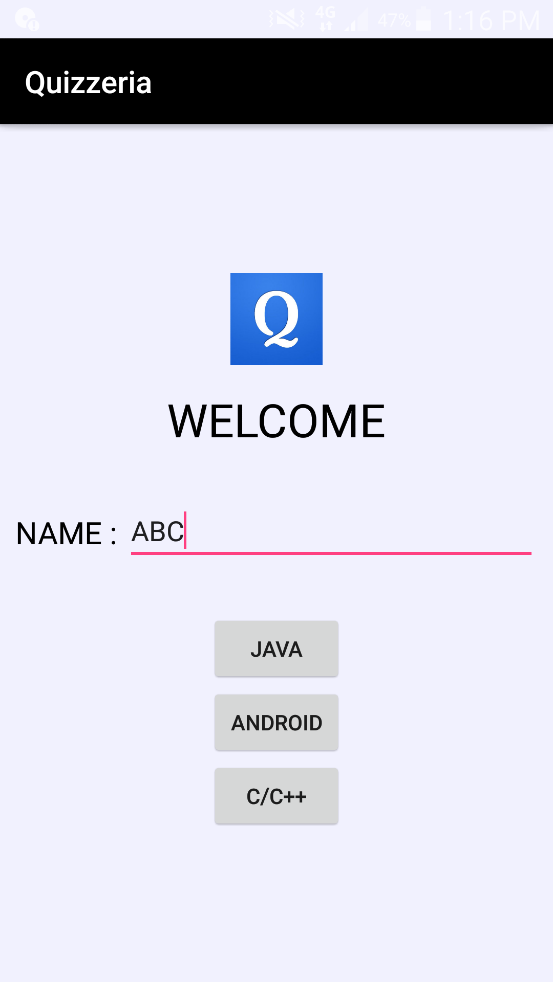 4G 47% 1:16 PM
Quizzeria
Q
WELCOME
NAME : ABC
JAVA
ANDROID
C/C++